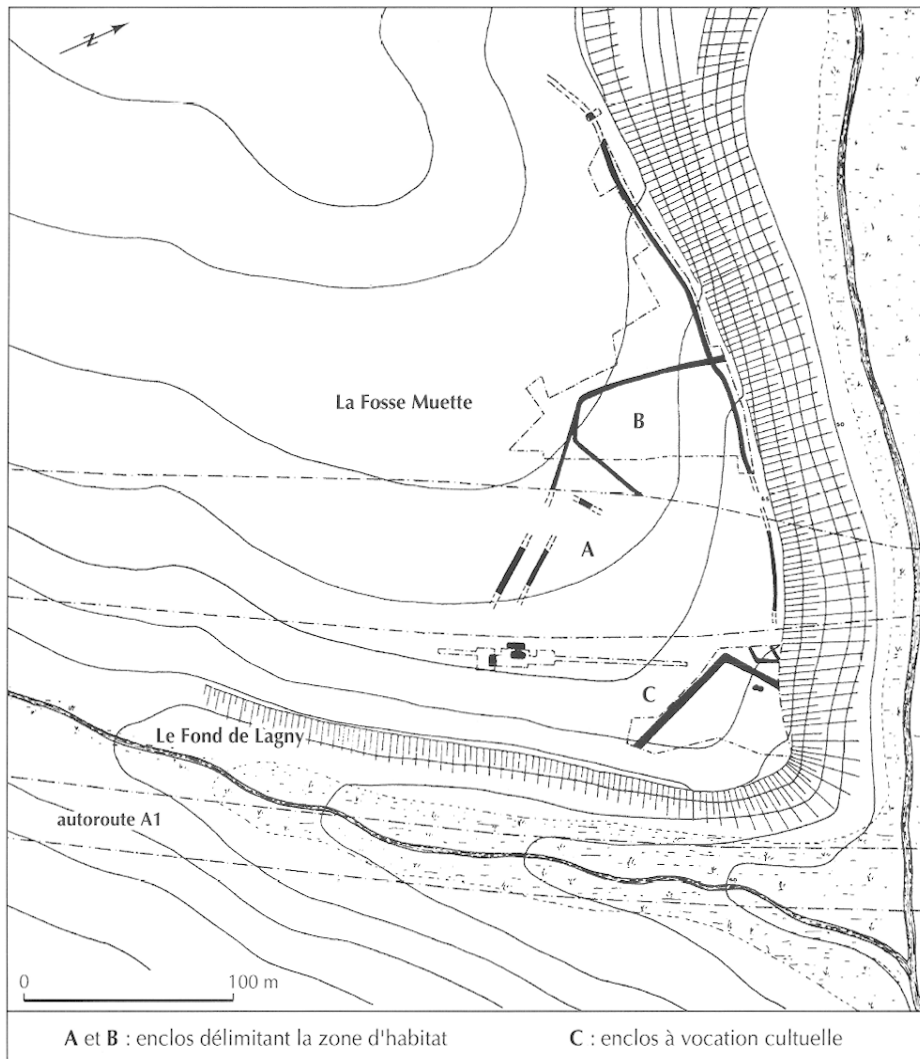 N
La Fosse Muette
B
A
C
Le Fond de Lagny
autoroute A1
0 100 m
A et B : enclos délimitant la zone d'habitat C : enclos à vocation cultuelle